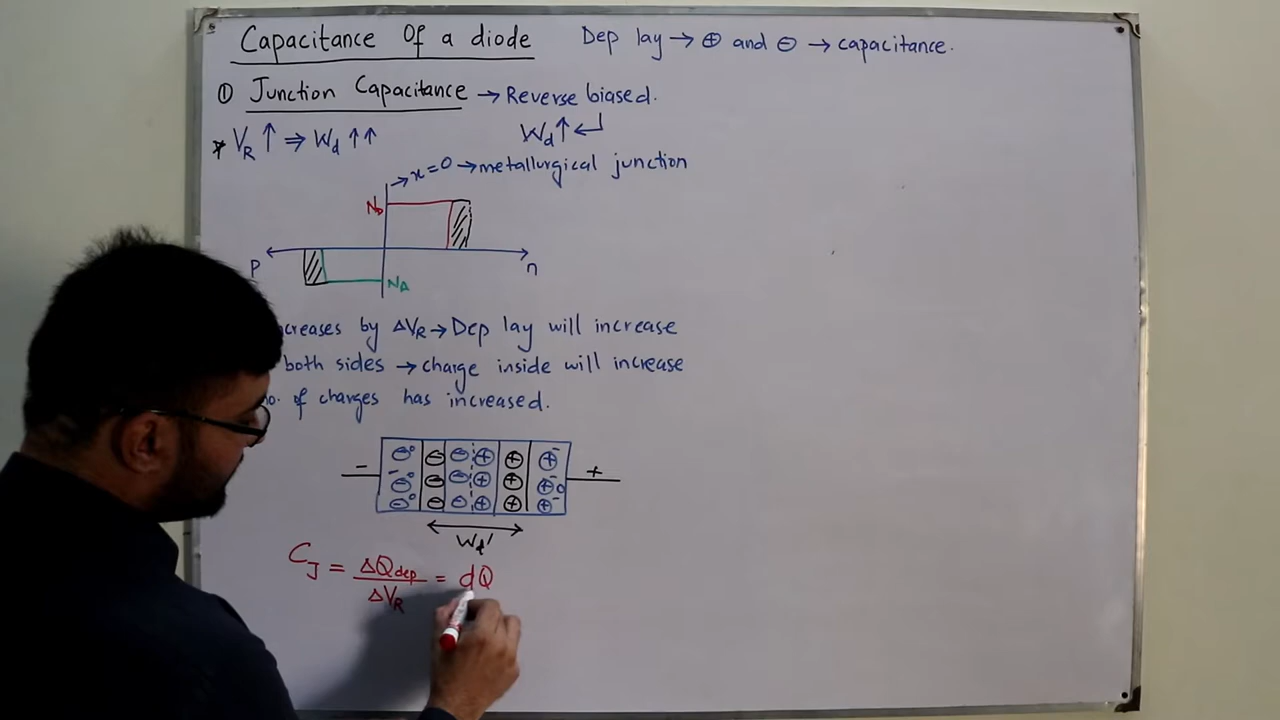 Capacitance Of a diode
Dep lay → ⊕ and ⊖ → capacitance.
① Junction Capacitance → Reverse biased.
* V_R ↑ ⇒ W_d ↑↑
W_d ↑
→ x=0 → metallurgical junction
N_D
P
n
N_A
creases by ΔV_R → Dep lay will increase
both sides → charge inside will increase
no. of charges has increased.
−
+
W_d'
C_J = ΔQ_dep / ΔV_R = dQ